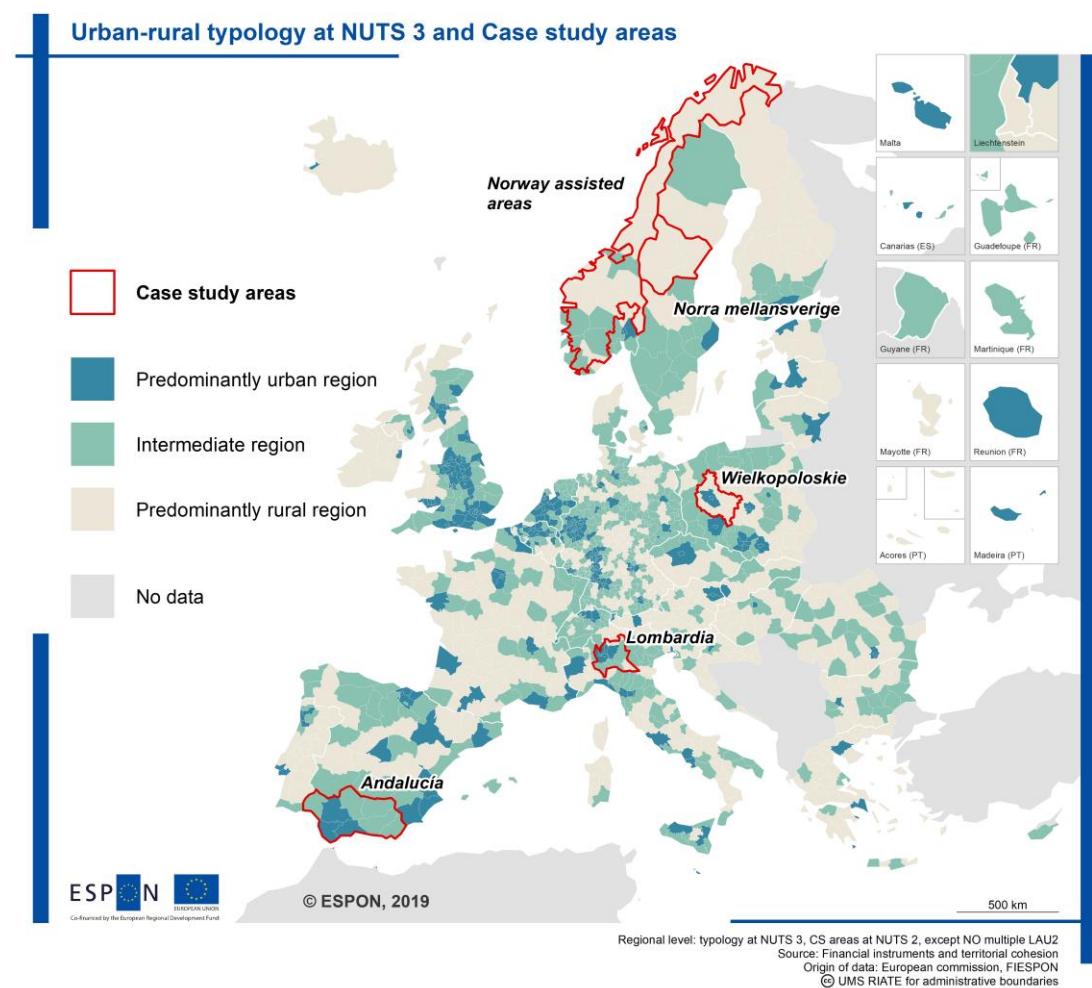 Urban-rural typology at NUTS 3 and Case study areas
Malta
Liechtenstein
Norway assisted
areas
Canarias (ES)
Guadeloupe (FR)
Case study areas
Norra mellansverige
Guyane (FR)
Martinique (FR)
Predominantly urban region
Intermediate region
Mayotte (FR)
Reunion (FR)
Wielkopoloskie
Predominantly rural region
Acores (PT)
Madeira (PT)
No data
Lombardia
Andalucía
ESPON
EUROPEAN UNION
Co-financed by the European Regional Development Fund
© ESPON, 2019
500 km
Regional level: typology at NUTS 3, CS areas at NUTS 2, except NO multiple LAU2
Source: Financial instruments and territorial cohesion
Origin of data: European commission, FIESPON
cc UMS RIATE for administrative boundaries